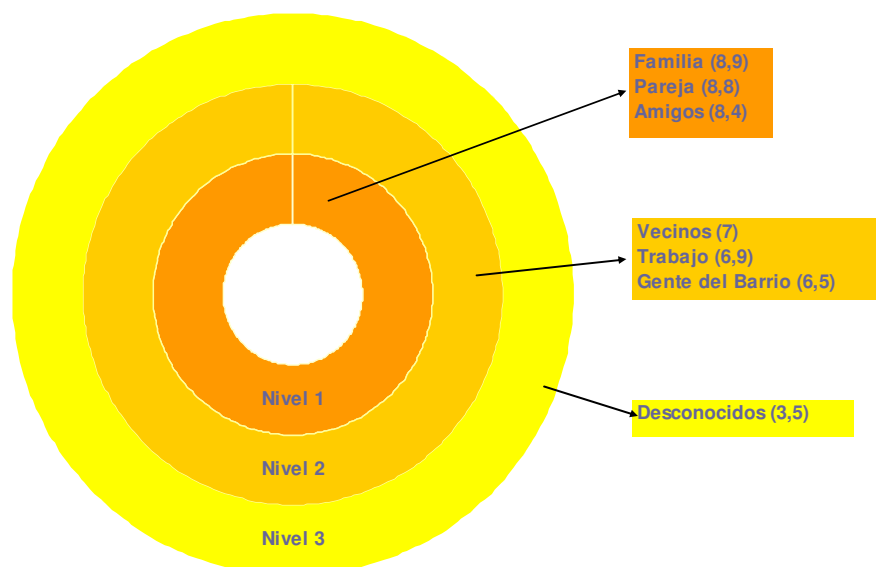 Familia (8,9)
Pareja (8,8)
Amigos (8,4)
Vecinos (7)
Trabajo (6,9)
Gente del Barrio (6,5)
Desconocidos (3,5)
Nivel 1
Nivel 2
Nivel 3